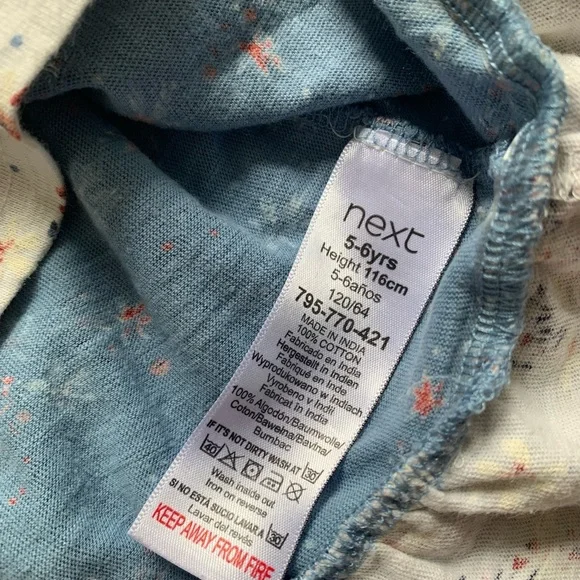 next
5-6yrs
Height 116cm
5-6años
120/64
795-770-421
MADE IN INDIA
100% COTTON
Fabricado en India
Hergestellt in Indien
Fabriqué en Inde
Wyprodukowano w Indiach
Vyrobeno v Indii
Fabricat în India
100% Algodón/Baumwolle/
Coton/Bawełna/Bavlna/
Bumbac
IF IT'S NOT DIRTY WASH AT 30
40
Wash inside out
Iron on reverse
SI NO ESTÁ SUCIO LAVAR A 30
Lavar del revés
KEEP AWAY FROM FIRE